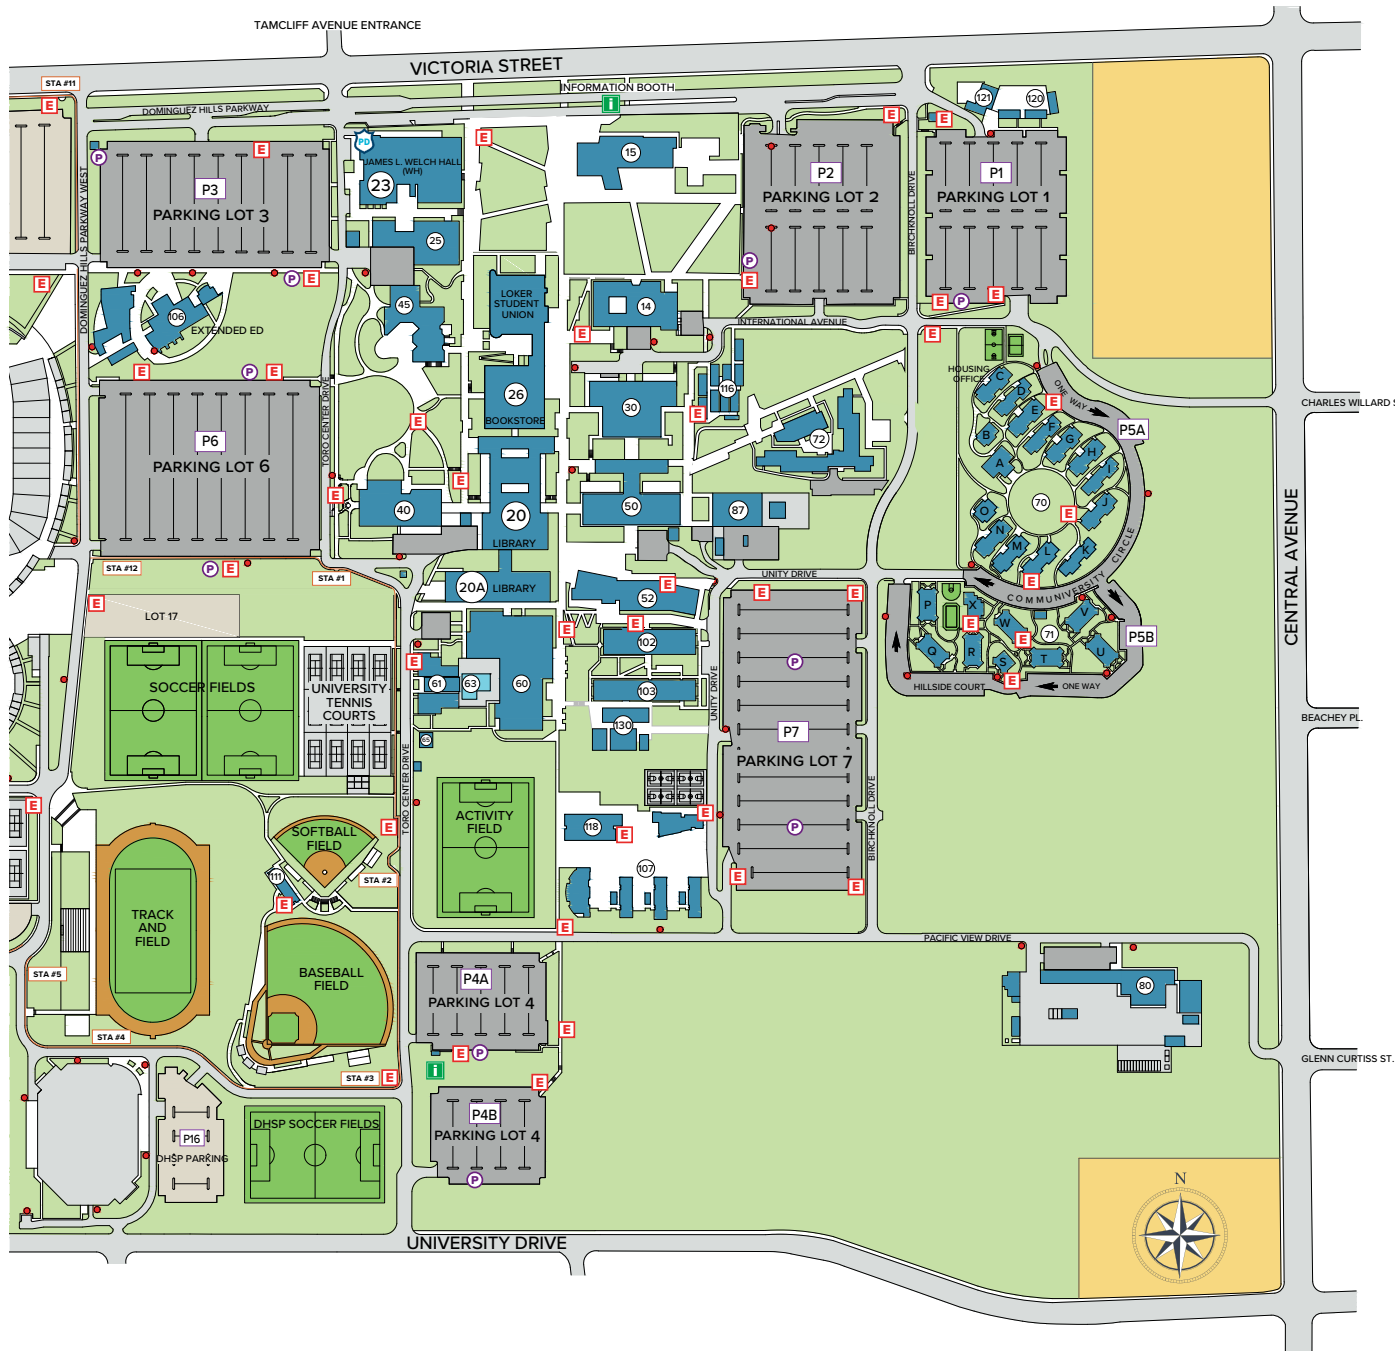 TAMCLIFF AVENUE ENTRANCE
VICTORIA STREET
INFORMATION BOOTH
i
STA #11
E
DOMINGUEZ HILLS PARKWAY
121
120
E
E
PD
JAMES L. WELCH HALL
(WH)
23
E
15
E
P
P3
PARKING LOT 3
P2
PARKING LOT 2
P1
PARKING LOT 1
BIRCHKNOLL DRIVE
DOMINGUEZ HILLS PARKWAY WEST
25
P
E
E
P
E
E
P
E
45
LOKER
STUDENT
UNION
14
106
EXTENDED ED
E
INTERNATIONAL AVENUE
E
E
P
E
HOUSING
OFFICE
TORO CENTER DRIVE
26
BOOKSTORE
30
116
E
E
72
P6
PARKING LOT 6
E
E
40
20
LIBRARY
50
87
C
D
E
F
G
H
I
B
A
J
O
N
M
L
K
70
E
E
E
ONE WAY
P5A
COMMUNIVERSITY CIRCLE
CHARLES WILLARD S
CENTRAL AVENUE
STA #12
P
E
STA #1
20A
LIBRARY
52
E
UNITY DRIVE
E
E
E
LOT 17
E
E
102
P
X
W
V
Q
R
S
T
U
71
E
E
E
P5B
HILLSIDE COURT
ONE WAY
SOCCER FIELDS
UNIVERSITY
TENNIS
COURTS
E
61
63
60
103
UNITY DRIVE
P
130
65
P7
PARKING LOT 7
BEACHEY PL.
TORO CENTER DRIVE
BIRCHKNOLL DRIVE
E
SOFTBALL
FIELD
E
ACTIVITY
FIELD
118
E
E
P
STA #2
111
E
107
E
E
TRACK
AND
FIELD
E
PACIFIC VIEW DRIVE
STA #5
BASEBALL
FIELD
P4A
PARKING LOT 4
80
STA #4
E
E
P
GLENN CURTISS ST.
STA #3
E
i
E
P4B
PARKING LOT 4
P
P16
DHSP PARKING
DHSP SOCCER FIELDS
N
UNIVERSITY DRIVE